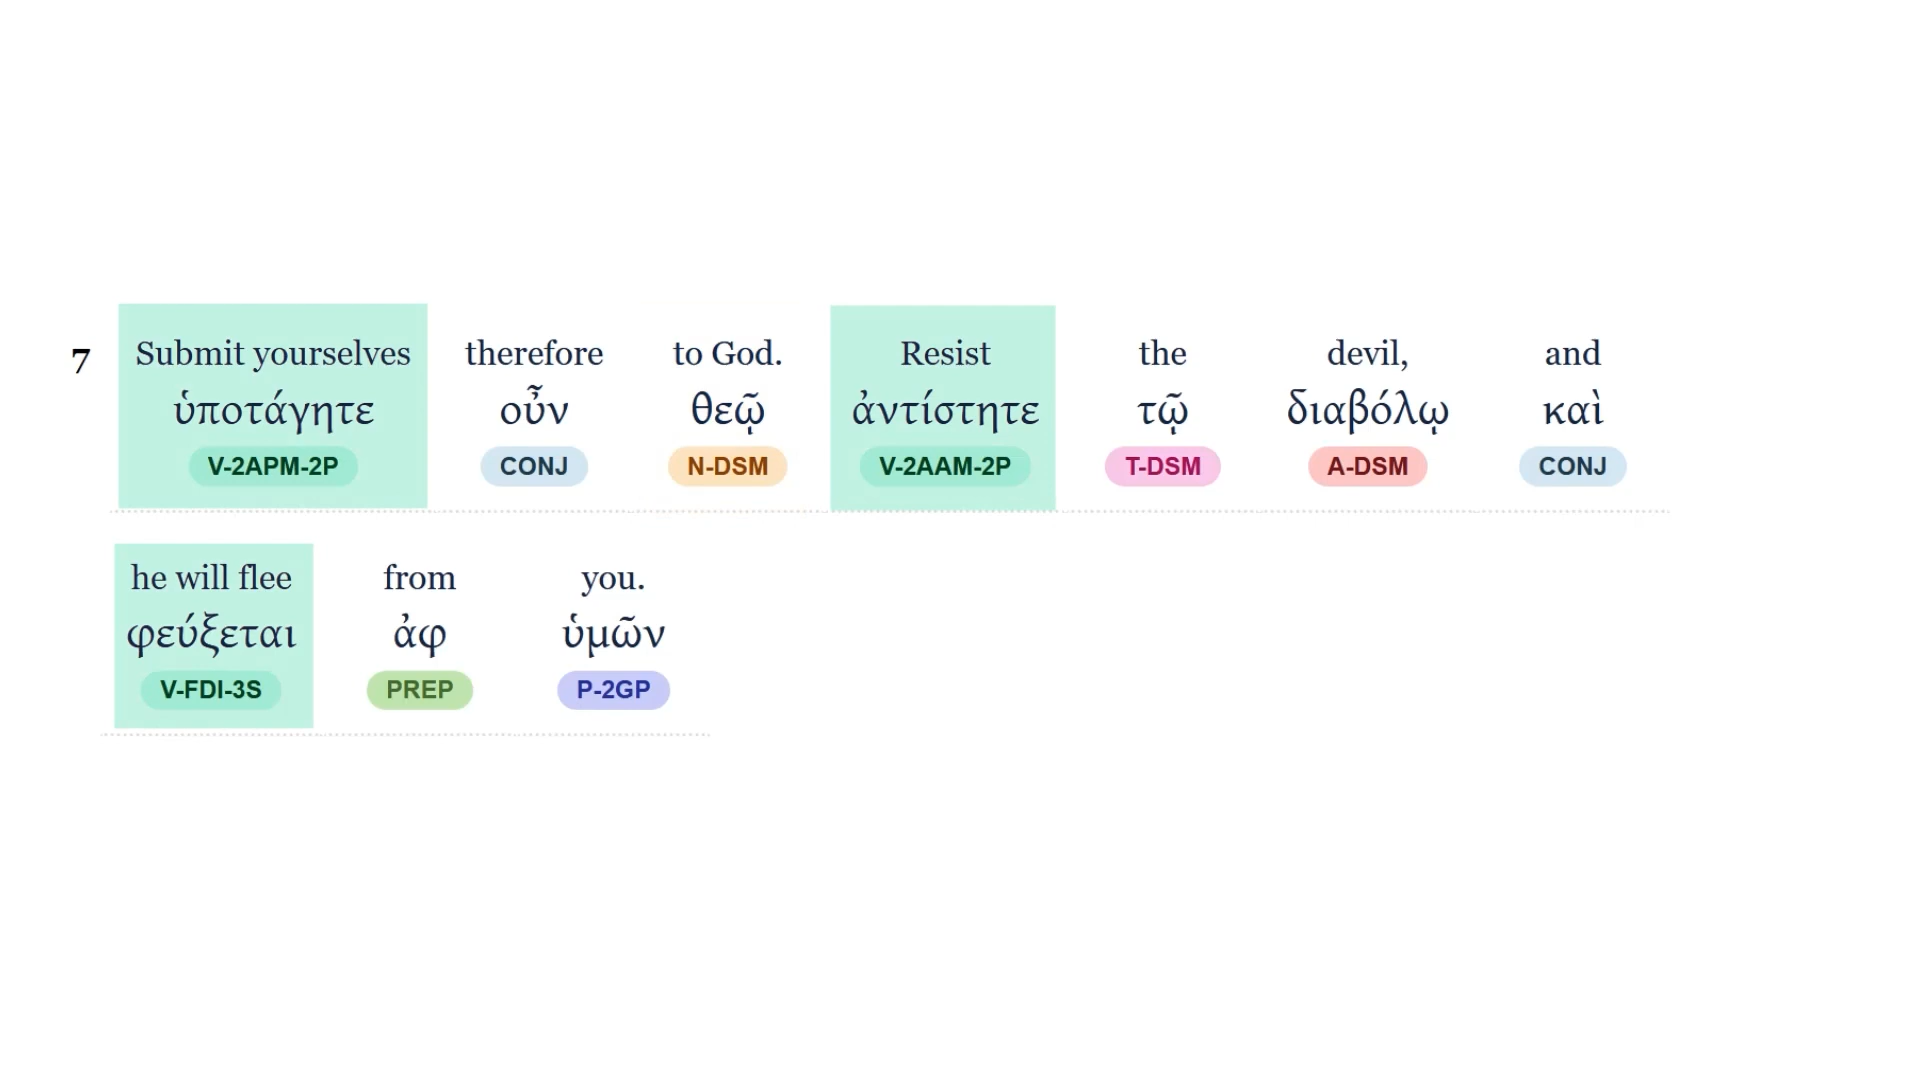 7 Submit yourselves therefore to God. Resist the devil, and
ὑποτάγητε οὖν θεῷ ἀντίστητε τῷ διαβόλῳ καὶ
V-2APM-2P CONJ N-DSM V-2AAM-2P T-DSM A-DSM CONJ
he will flee from you.
φεύξεται ἀφ ὑμῶν
V-FDI-3S PREP P-2GP